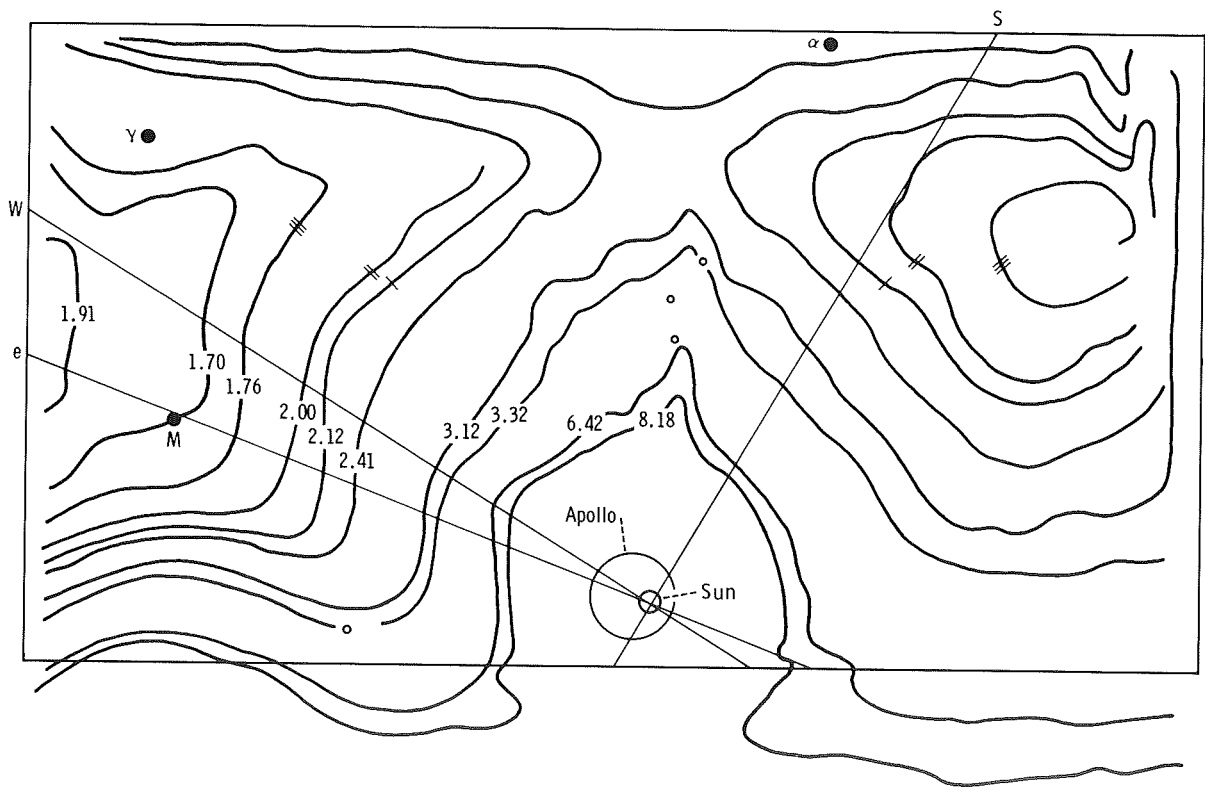 S
α
γ
W
1.91
e
1.70
1.76
2.00
M
2.12
2.41
3.12
3.32
6.42
8.18
Apollo
Sun